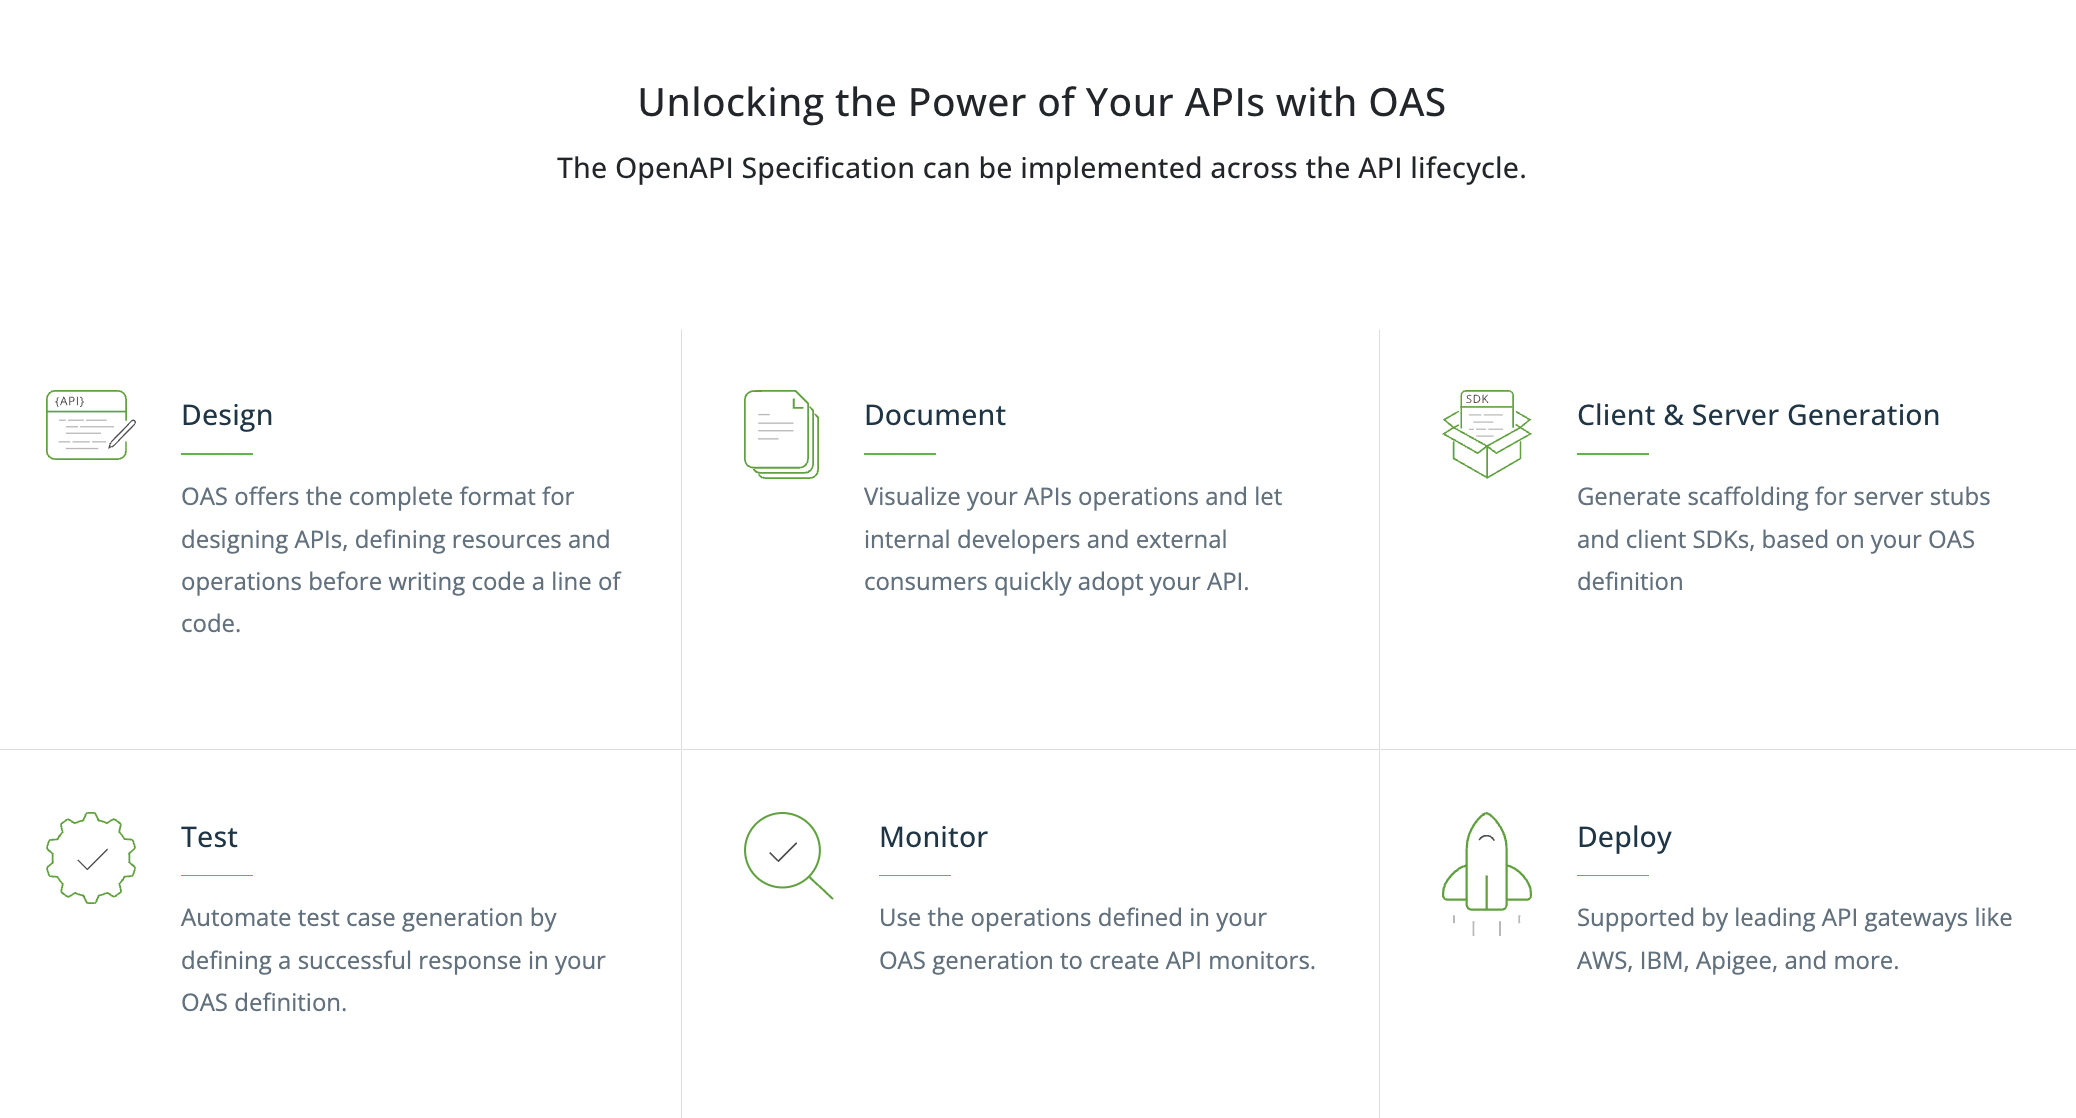 Unlocking the Power of Your APIs with OAS
The OpenAPI Specification can be implemented across the API lifecycle.
{API}
Design
OAS offers the complete format for
designing APIs, defining resources and
operations before writing code a line of
code.
Document
Visualize your APIs operations and let
internal developers and external
consumers quickly adopt your API.
SDK
Client & Server Generation
Generate scaffolding for server stubs
and client SDKs, based on your OAS
definition
Test
Automate test case generation by
defining a successful response in your
OAS definition.
Monitor
Use the operations defined in your
OAS generation to create API monitors.
Deploy
Supported by leading API gateways like
AWS, IBM, Apigee, and more.